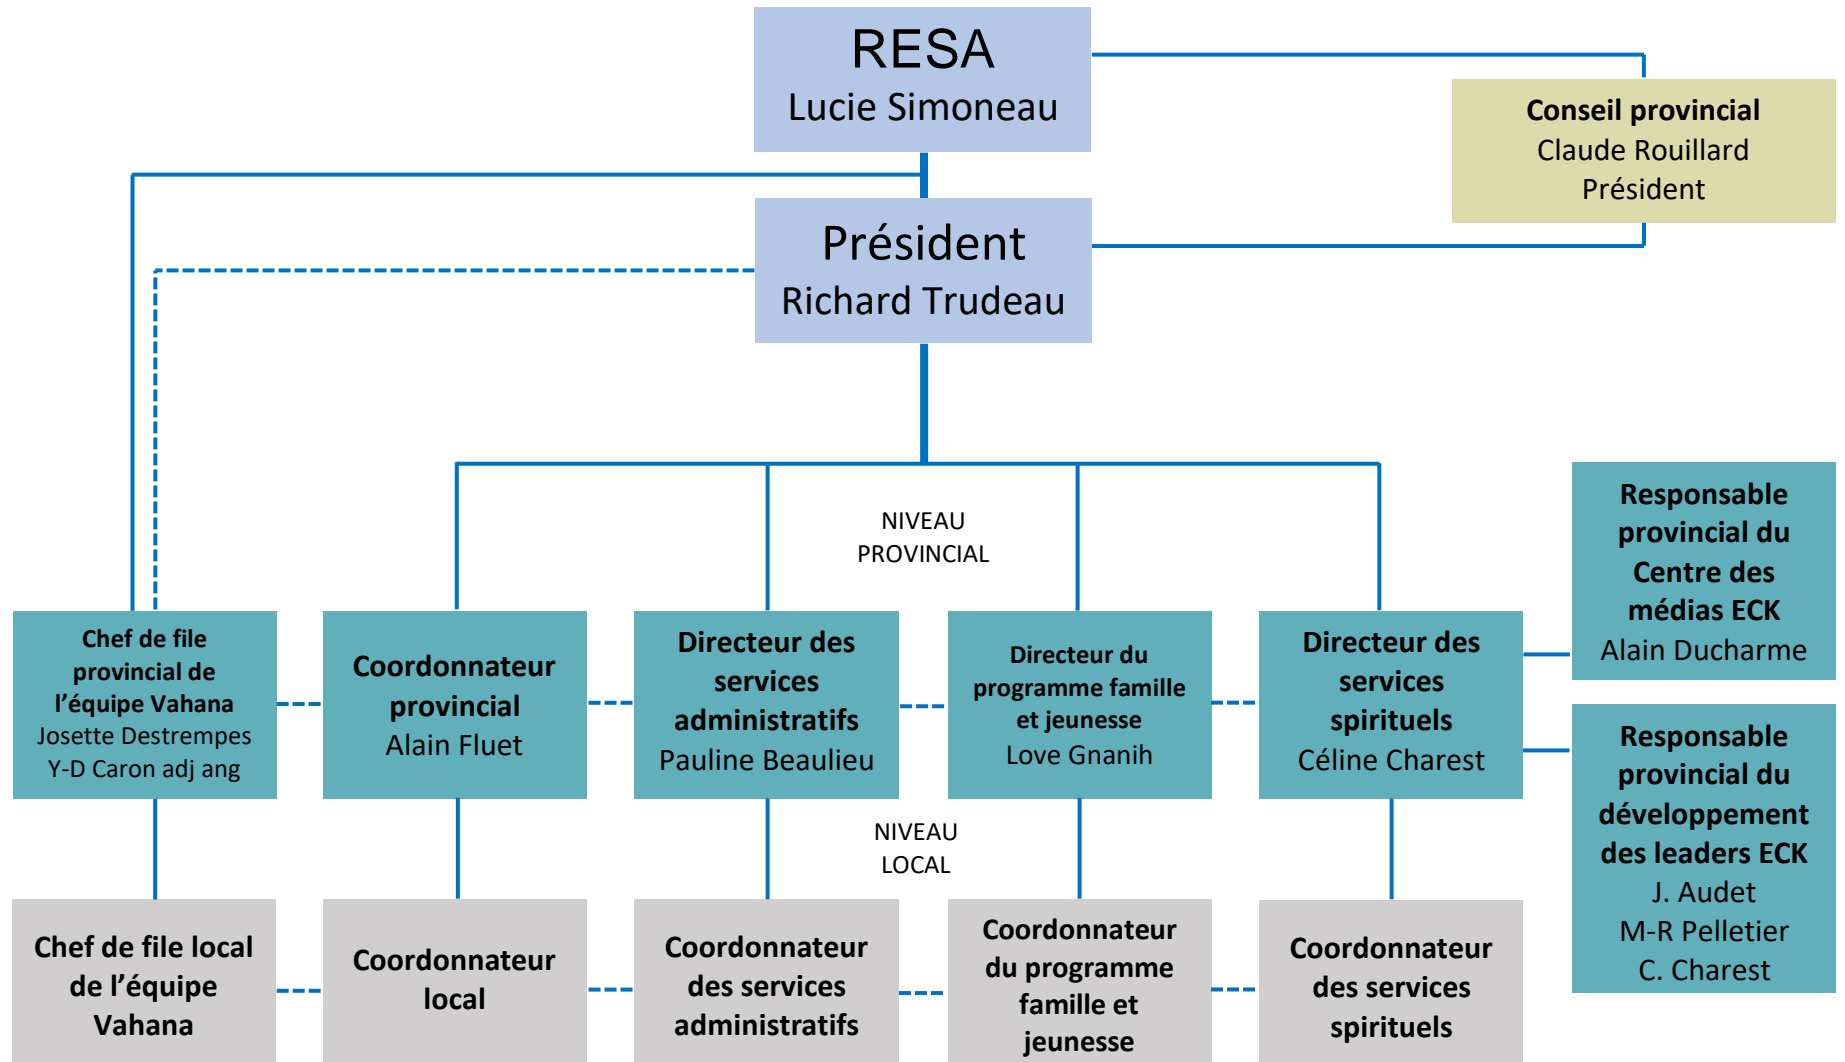 RESA
Lucie Simoneau
Conseil provincial
Claude Rouillard
Président
Président
Richard Trudeau
NIVEAU
PROVINCIAL
Responsable
provincial du
Centre des
médias ECK
Alain Ducharme
Chef de file
provincial de
l’équipe Vahana
Josette Destrempes
Y-D Caron adj ang
Coordonnateur
provincial
Alain Fluet
Directeur des
services
administratifs
Pauline Beaulieu
Directeur du
programme famille
et jeunesse
Love Gnanih
Directeur des
services
spirituels
Céline Charest
Responsable
provincial du
développement
des leaders ECK
J. Audet
M-R Pelletier
C. Charest
NIVEAU
LOCAL
Chef de file local
de l’équipe
Vahana
Coordonnateur
local
Coordonnateur
des services
administratifs
Coordonnateur
du programme
famille et
jeunesse
Coordonnateur
des services
spirituels